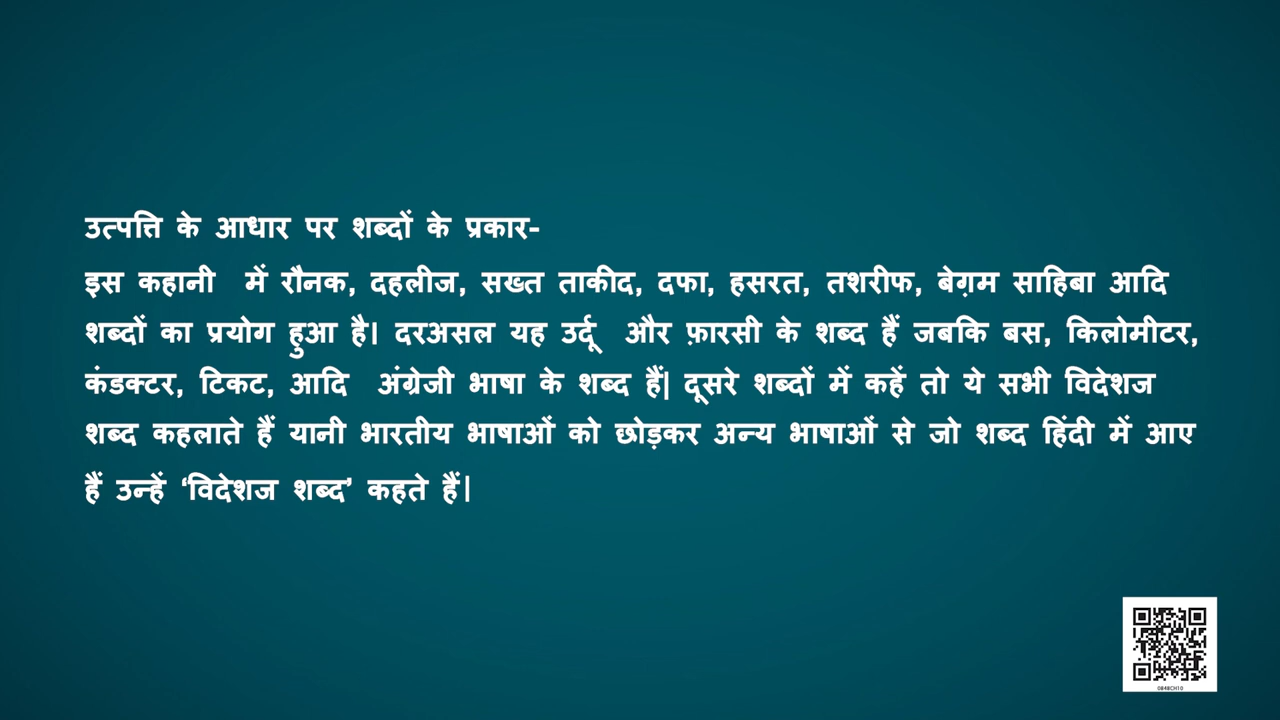 उत्पत्ति के आधार पर शब्दों के प्रकार-
इस कहानी में रौनक, दहलीज, सख्त ताकीद, दफा, हसरत, तशरीफ, बेग़म साहिबा आदि
शब्दों का प्रयोग हुआ है। दरअसल यह उर्दू और फ़ारसी के शब्द हैं जबकि बस, किलोमीटर,
कंडक्टर, टिकट, आदि अंग्रेजी भाषा के शब्द हैं| दूसरे शब्दों में कहें तो ये सभी विदेशज
शब्द कहलाते हैं यानी भारतीय भाषाओं को छोड़कर अन्य भाषाओं से जो शब्द हिंदी में आए
हैं उन्हें ‘विदेशज शब्द’ कहते हैं|
0848CH10